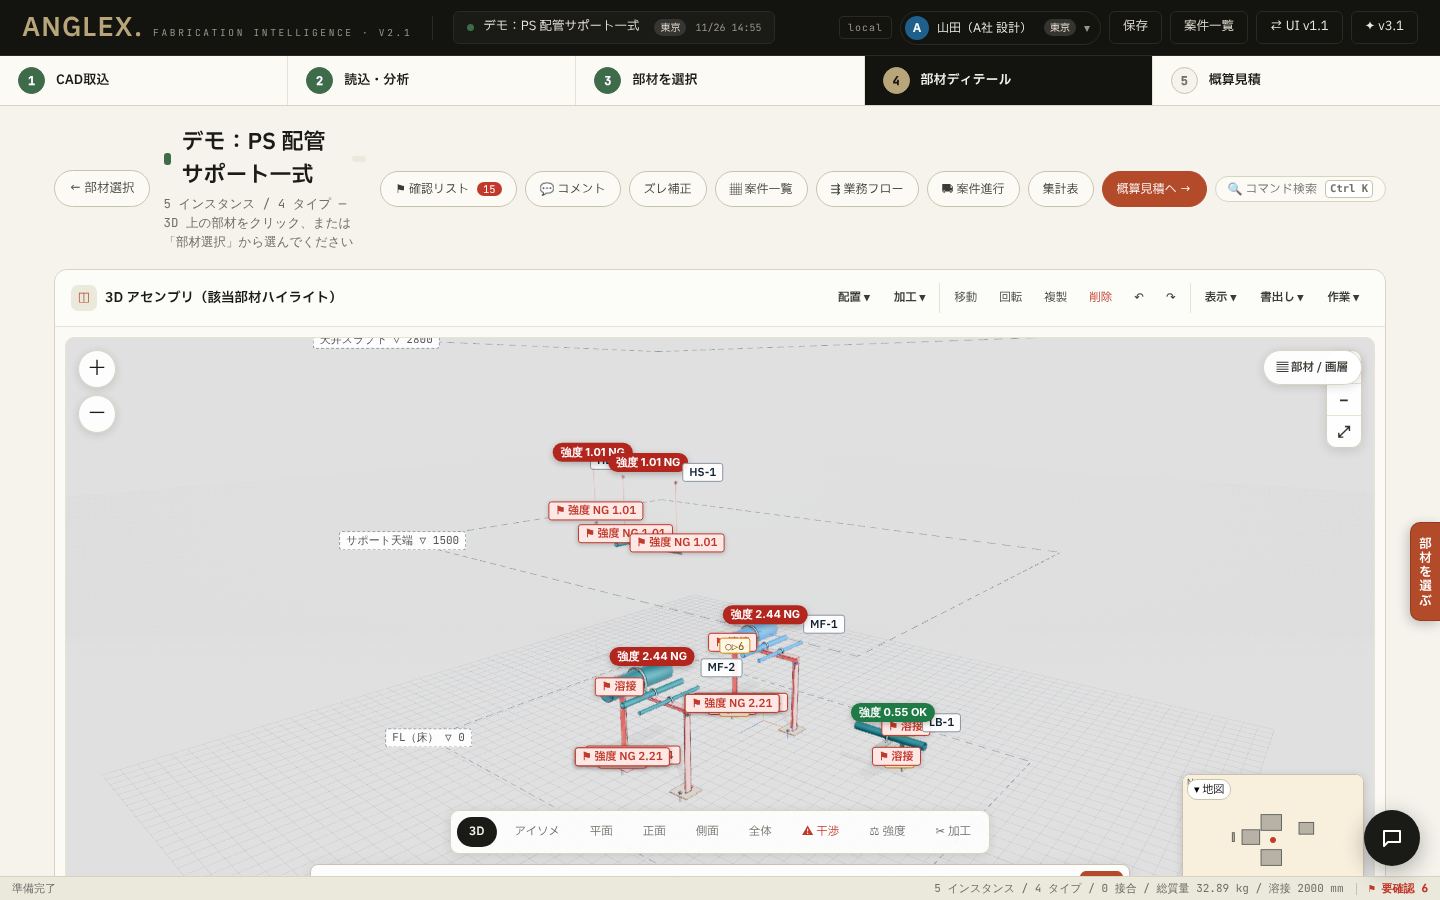 ANGLEX. FABRICATION INTELLIGENCE · V2.1
デモ：PS 配管サポート一式 東京 11/26 14:55
local
A 山田（A社 設計） 東京 ▾
保存
案件一覧
⇄ UI v1.1
✦ v3.1
1 CAD取込
2 読込・分析
3 部材を選択
4 部材ディテール
5 概算見積
← 部材選択
デモ：PS 配管
サポート一式
5 インスタンス / 4 タイプ —
3D 上の部材をクリック、または
「部材選択」から選んでください
⚑ 確認リスト 15
💬 コメント
ズレ補正
▦ 案件一覧
⇶ 業務フロー
⛟ 案件進行
集計表
概算見積へ →
🔍 コマンド検索 Ctrl K
3D アセンブリ（該当部材ハイライト）
配置 ▾
加工 ▾
移動
回転
複製
削除
↶
↷
表示 ▾
書出し ▾
作業 ▾
天井スラブ下 ▽ 2800
+
−
▤ 部材 / 画層
−
⤢
強度 1.01 NG
強度 1.01 NG
HS-1
⚑ 強度 NG 1.01
⚑ 強度 NG 1.01
⚑ 強度 NG 1.01
サポート天端 ▽ 1500
部材を選ぶ
強度 2.44 NG
MF-1
○▷6
強度 2.44 NG
MF-2
⚑ 溶接
⚑ 強度 NG 2.21
強度 0.55 OK
LB-1
⚑ 溶接
FL（床） ▽ 0
⚑ 強度 NG 2.21
⚑ 溶接
▾ 地図
3D
アイソメ
平面
正面
側面
全体
⚠ 干渉
⚖ 強度
✂ 加工
準備完了
5 インスタンス / 4 タイプ / 0 接合 / 総質量 32.89 kg / 溶接 2000 mm
⚑ 要確認 6